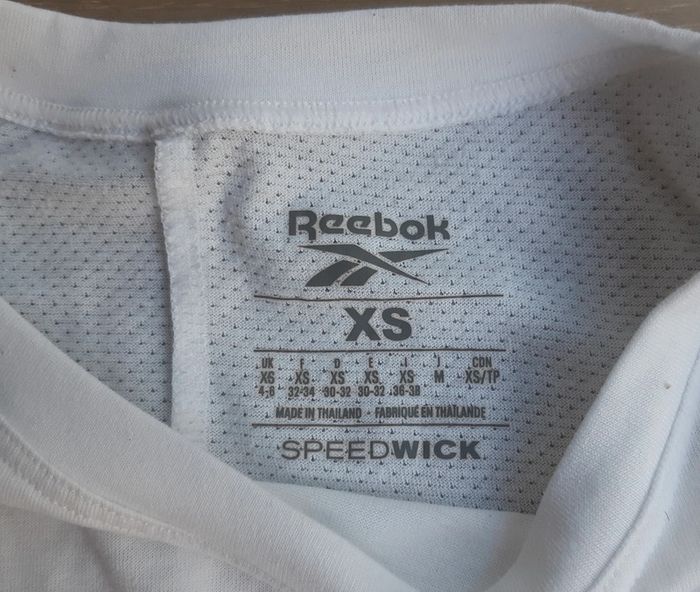 Reebok
XS
UK F D E I J CDN
XS XS XS XS XS M XS/TP
4-6 32-34 30-32 30-32 36-38
MADE IN THAILAND - FABRIQUÉ EN THAÏLANDE
SPEEDWICK